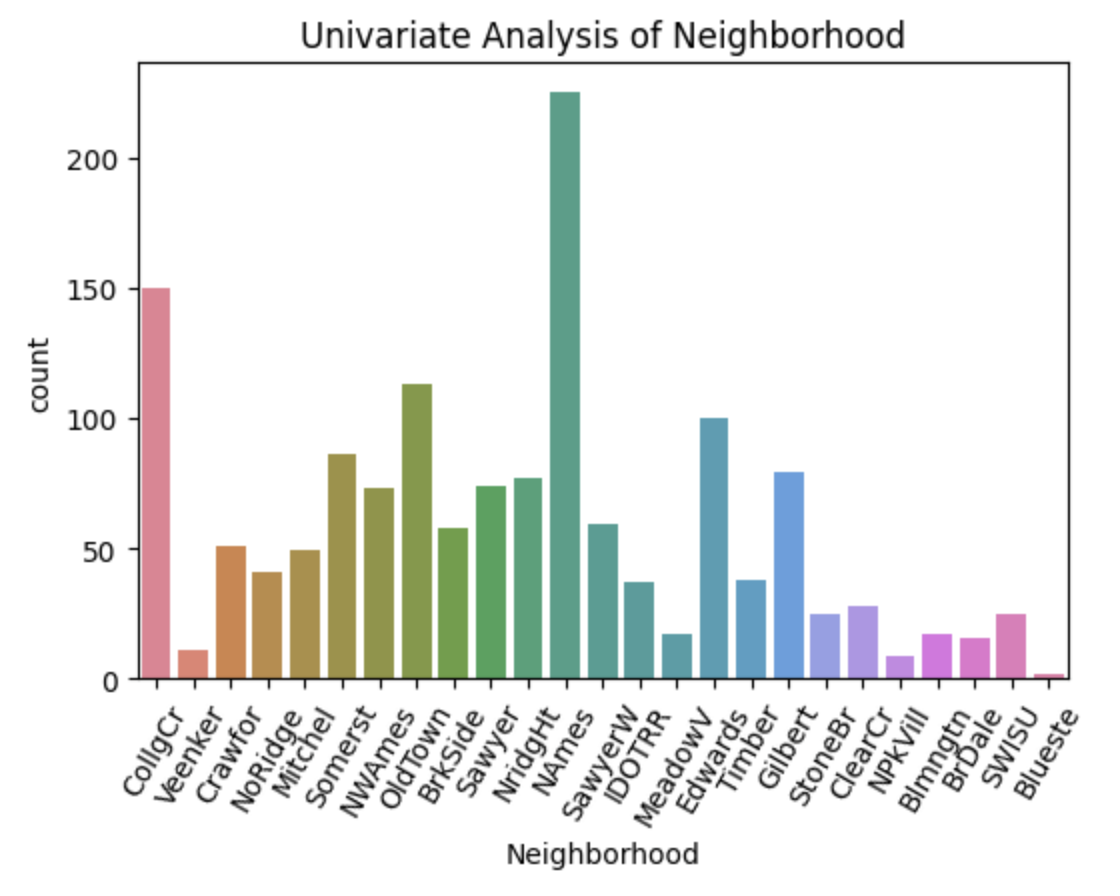 Univariate Analysis of Neighborhood
count
200
150
100
50
0
CollgCr
Veenker
Crawfor
NoRidge
Mitchel
Somerst
NWAmes
OldTown
BrkSide
Sawyer
NridgHt
NAmes
SawyerW
IDOTRR
MeadowV
Edwards
Timber
Gilbert
StoneBr
ClearCr
NPkVill
Blmngtn
BrDale
SWISU
Blueste
Neighborhood